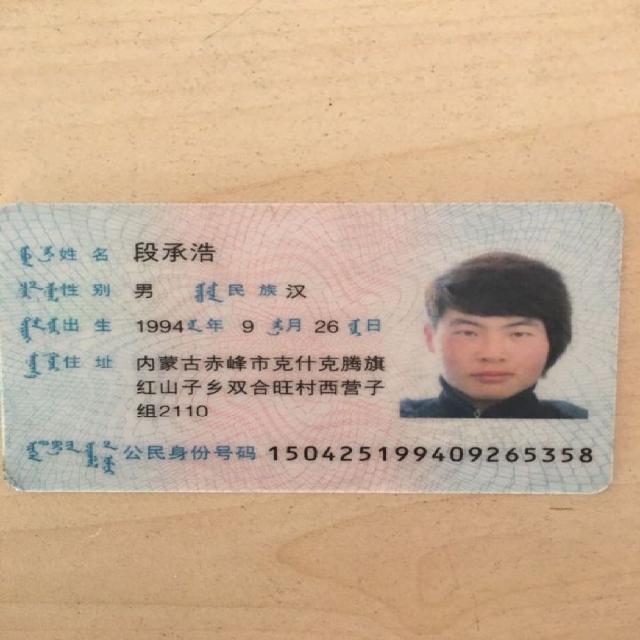 姓名 段承浩
性别 男 民族 汉
出生 1994 年 9 月 26 日
住址 内蒙古赤峰市克什克腾旗
红山子乡双合旺村西营子
组2110
公民身份号码 150425199409265358